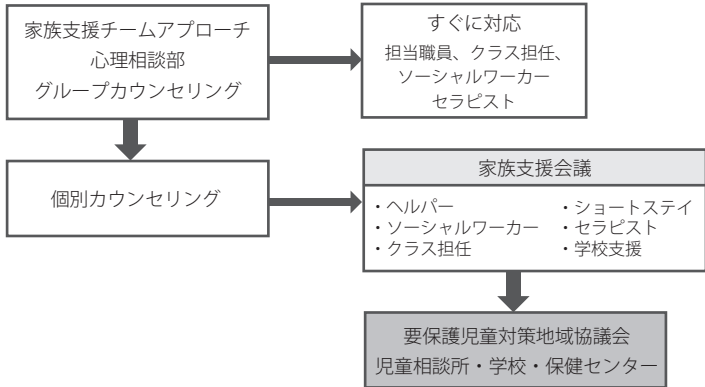 家族支援チームアプローチ
心理相談部
グループカウンセリング
すぐに対応
担当職員、クラス担任、
ソーシャルワーカー
セラピスト
個別カウンセリング
家族支援会議
・ヘルパー
・ソーシャルワーカー
・クラス担任
・ショートステイ
・セラピスト
・学校支援
要保護児童対策地域協議会
児童相談所・学校・保健センター